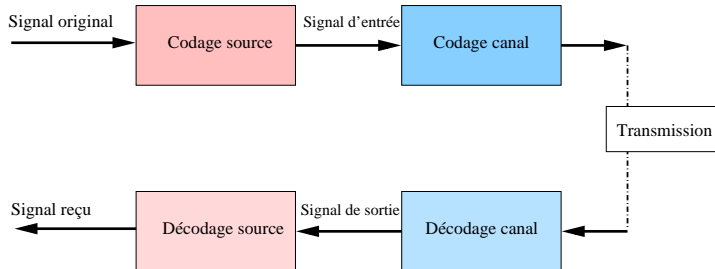 Signal original
Codage source
Signal d'entrée
Codage canal
Transmission
Signal reçu
Décodage source
Signal de sortie
Décodage canal